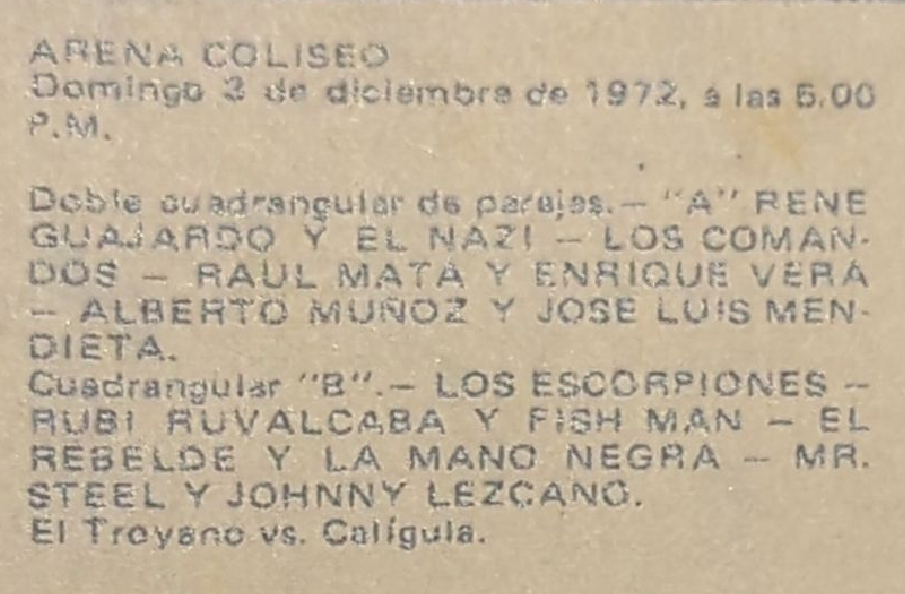 ARENA COLISEO
Domingo 3 de diciembre de 1972, a las 5.00
P.M.
Doble cuadrangular de parejas.— "A" RENE
GUAJARDO Y EL NAZI — LOS COMAN-
DOS — RAUL MATA Y ENRIQUE VERA
— ALBERTO MUÑOZ Y JOSE LUIS MEN-
DIETA.
Cuadrangular "B".— LOS ESCORPIONES —
RUBI RUVALCABA Y FISH MAN — EL
REBELDE Y LA MANO NEGRA — MR.
STEEL Y JOHNNY LEZCANO.
El Troyano vs. Calígula.